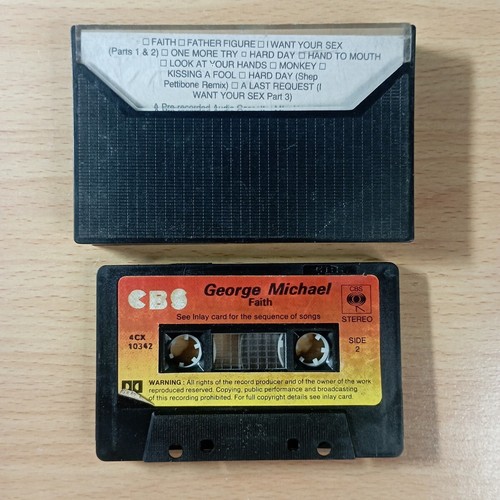 □ FAITH □ FATHER FIGURE □ I WANT YOUR SEX
(Parts 1 & 2) □ ONE MORE TRY □ HARD DAY □ HAND TO MOUTH
□ LOOK AT YOUR HANDS □ MONKEY □
KISSING A FOOL □ HARD DAY (Shep
Pettibone Remix) □ A LAST REQUEST (I
WANT YOUR SEX Part 3)
A Pre-recorded Audio
CBS
George Michael
Faith
CBS
STEREO
See Inlay card for the sequence of songs
4CX
10342
SIDE
2
WARNING : All rights of the record producer and of the owner of the work
reproduced reserved. Copying, public performance and broadcasting
of this recording prohibited. For full copyright details see inlay card.